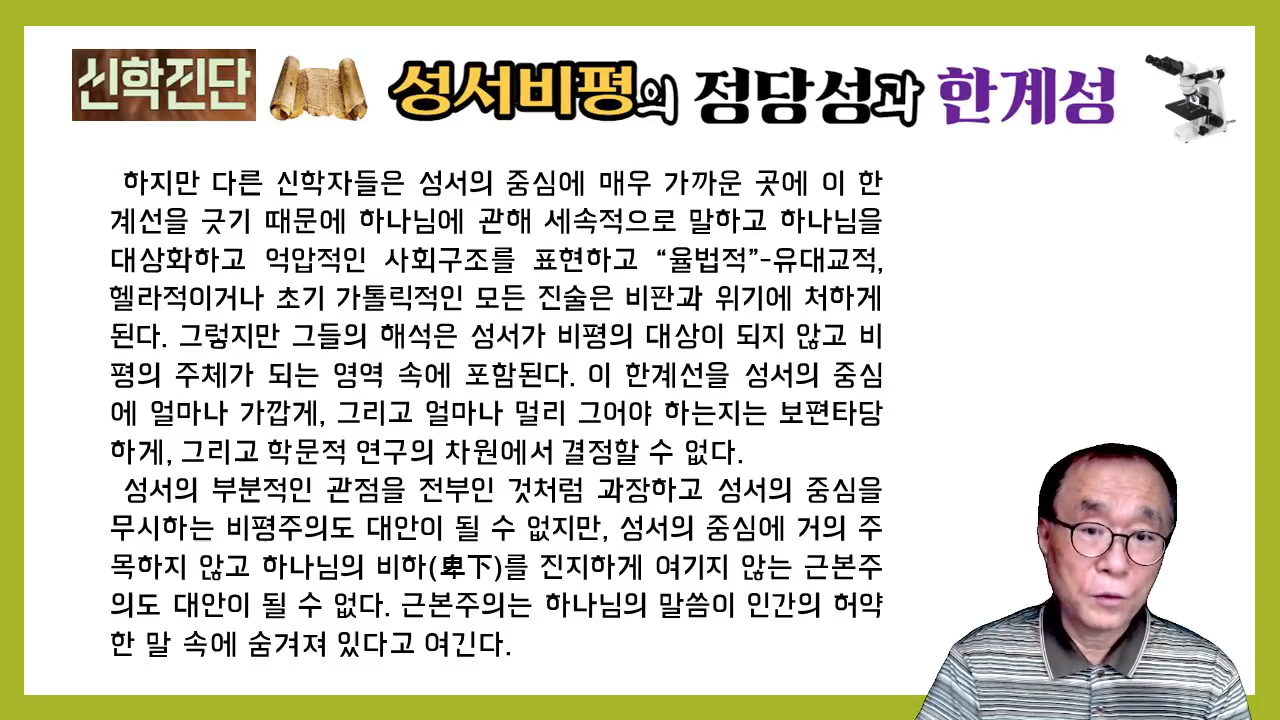 신학진단
성서비평의 정당성과 한계성
하지만 다른 신학자들은 성서의 중심에 매우 가까운 곳에 이 한
계선을 긋기 때문에 하나님에 관해 세속적으로 말하고 하나님을
대상화하고 억압적인 사회구조를 표현하고 “율법적”-유대교적,
헬라적이거나 초기 가톨릭적인 모든 진술은 비판과 위기에 처하게
된다. 그렇지만 그들의 해석은 성서가 비평의 대상이 되지 않고 비
평의 주체가 되는 영역 속에 포함된다. 이 한계선을 성서의 중심
에 얼마나 가깝게, 그리고 얼마나 멀리 그어야 하는지는 보편타당
하게, 그리고 학문적 연구의 차원에서 결정할 수 없다.
성서의 부분적인 관점을 전부인 것처럼 과장하고 성서의 중심을
무시하는 비평주의도 대안이 될 수 없지만, 성서의 중심에 거의 주
목하지 않고 하나님의 비하(卑下)를 진지하게 여기지 않는 근본주
의도 대안이 될 수 없다. 근본주의는 하나님의 말씀이 인간의 허약
한 말 속에 숨겨져 있다고 여긴다.